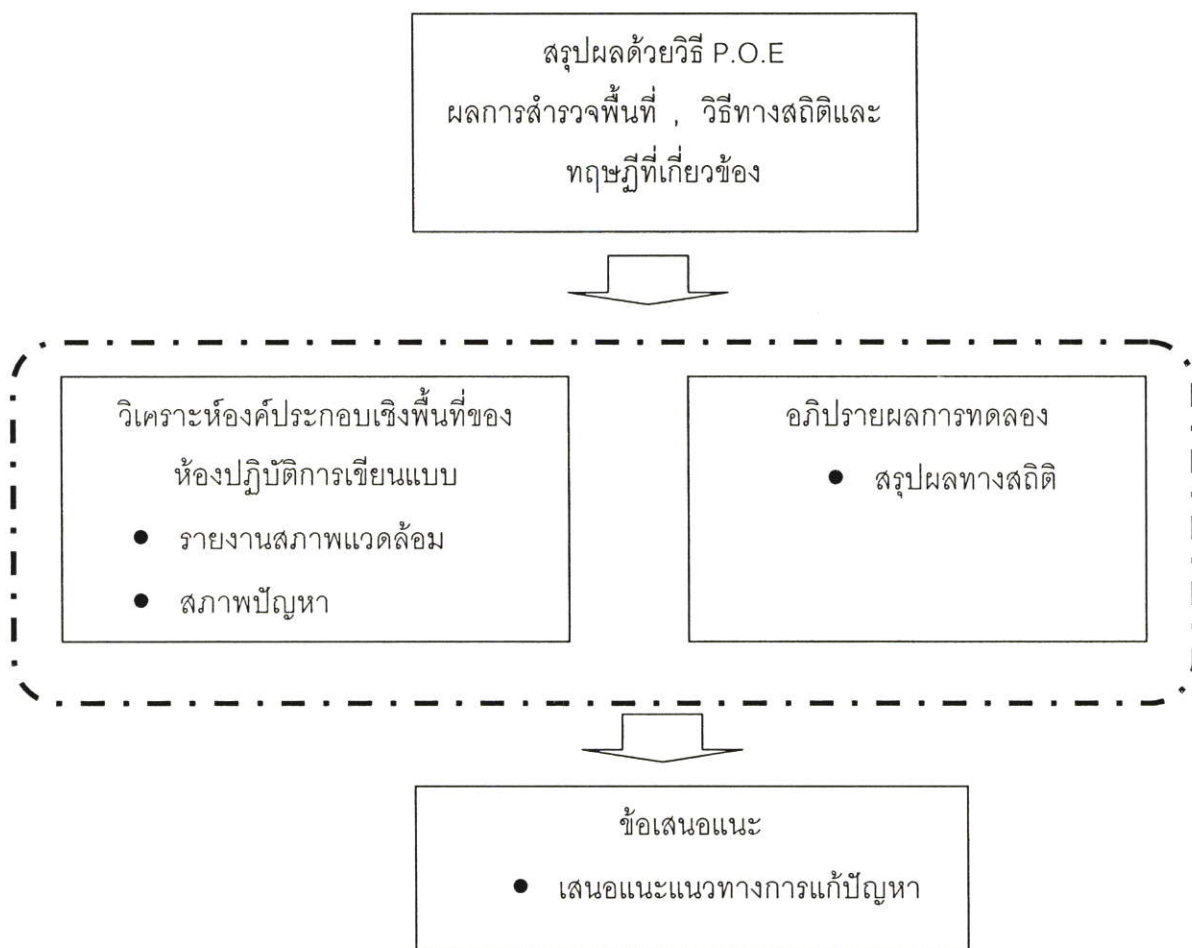 สรุปผลด้วยวิธี P.O.E
ผลการสำรวจพื้นที่ , วิธีทางสถิติและ
ทฤษฎีที่เกี่ยวข้อง
วิเคราะห์องค์ประกอบเชิงพื้นที่ของ
ห้องปฏิบัติการเขียนแบบ
● รายงานสภาพแวดล้อม
● สภาพปัญหา
อภิปรายผลการทดลอง
● สรุปผลทางสถิติ
ข้อเสนอแนะ
● เสนอแนะแนวทางการแก้ปัญหา